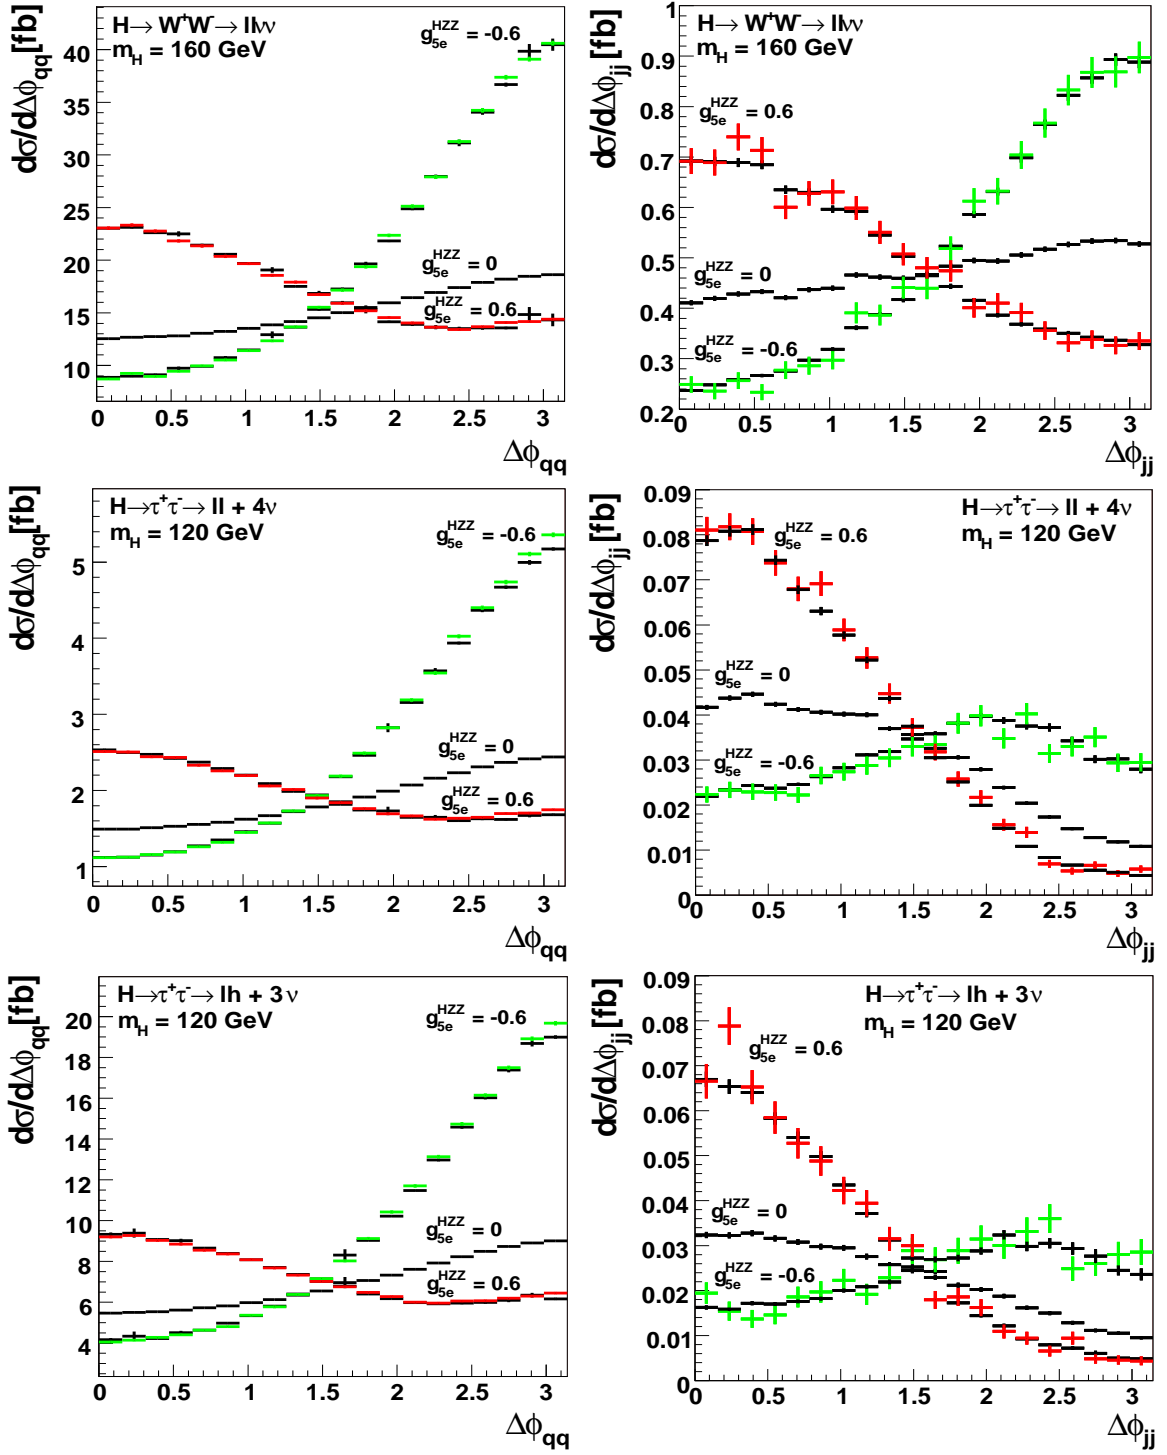 H→ W⁺W⁻→ llνν
m_H = 160 GeV
dσ/dΔϕ_qq[fb]
g_5e^HZZ = -0.6
g_5e^HZZ = 0
g_5e^HZZ = 0.6
40
35
30
25
20
15
10
0 0.5 1 1.5 2 2.5 3
Δϕ_qq
H→ W⁺W⁻→ llνν
m_H = 160 GeV
dσ/dΔϕ_jj[fb]
g_5e^HZZ = 0.6
g_5e^HZZ = 0
g_5e^HZZ = -0.6
1
0.9
0.8
0.7
0.6
0.5
0.4
0.3
0.2
0 0.5 1 1.5 2 2.5 3
Δϕ_jj
H→τ⁺τ⁻→ ll + 4ν
m_H = 120 GeV
dσ/dΔϕ_qq[fb]
g_5e^HZZ = -0.6
g_5e^HZZ = 0
g_5e^HZZ = 0.6
5
4
3
2
1
0 0.5 1 1.5 2 2.5 3
Δϕ_qq
H→τ⁺τ⁻→ ll + 4ν
m_H = 120 GeV
dσ/dΔϕ_jj[fb]
g_5e^HZZ = 0.6
g_5e^HZZ = 0
g_5e^HZZ = -0.6
0.09
0.08
0.07
0.06
0.05
0.04
0.03
0.02
0.01
0
0 0.5 1 1.5 2 2.5 3
Δϕ_jj
H→τ⁺τ⁻→ lh + 3ν
m_H = 120 GeV
dσ/dΔϕ_qq[fb]
g_5e^HZZ = -0.6
g_5e^HZZ = 0
g_5e^HZZ = 0.6
20
18
16
14
12
10
8
6
4
0 0.5 1 1.5 2 2.5 3
Δϕ_qq
H→τ⁺τ⁻→ lh + 3ν
m_H = 120 GeV
dσ/dΔϕ_jj[fb]
g_5e^HZZ = 0.6
g_5e^HZZ = 0
g_5e^HZZ = -0.6
0.09
0.08
0.07
0.06
0.05
0.04
0.03
0.02
0.01
0
0 0.5 1 1.5 2 2.5 3
Δϕ_jj